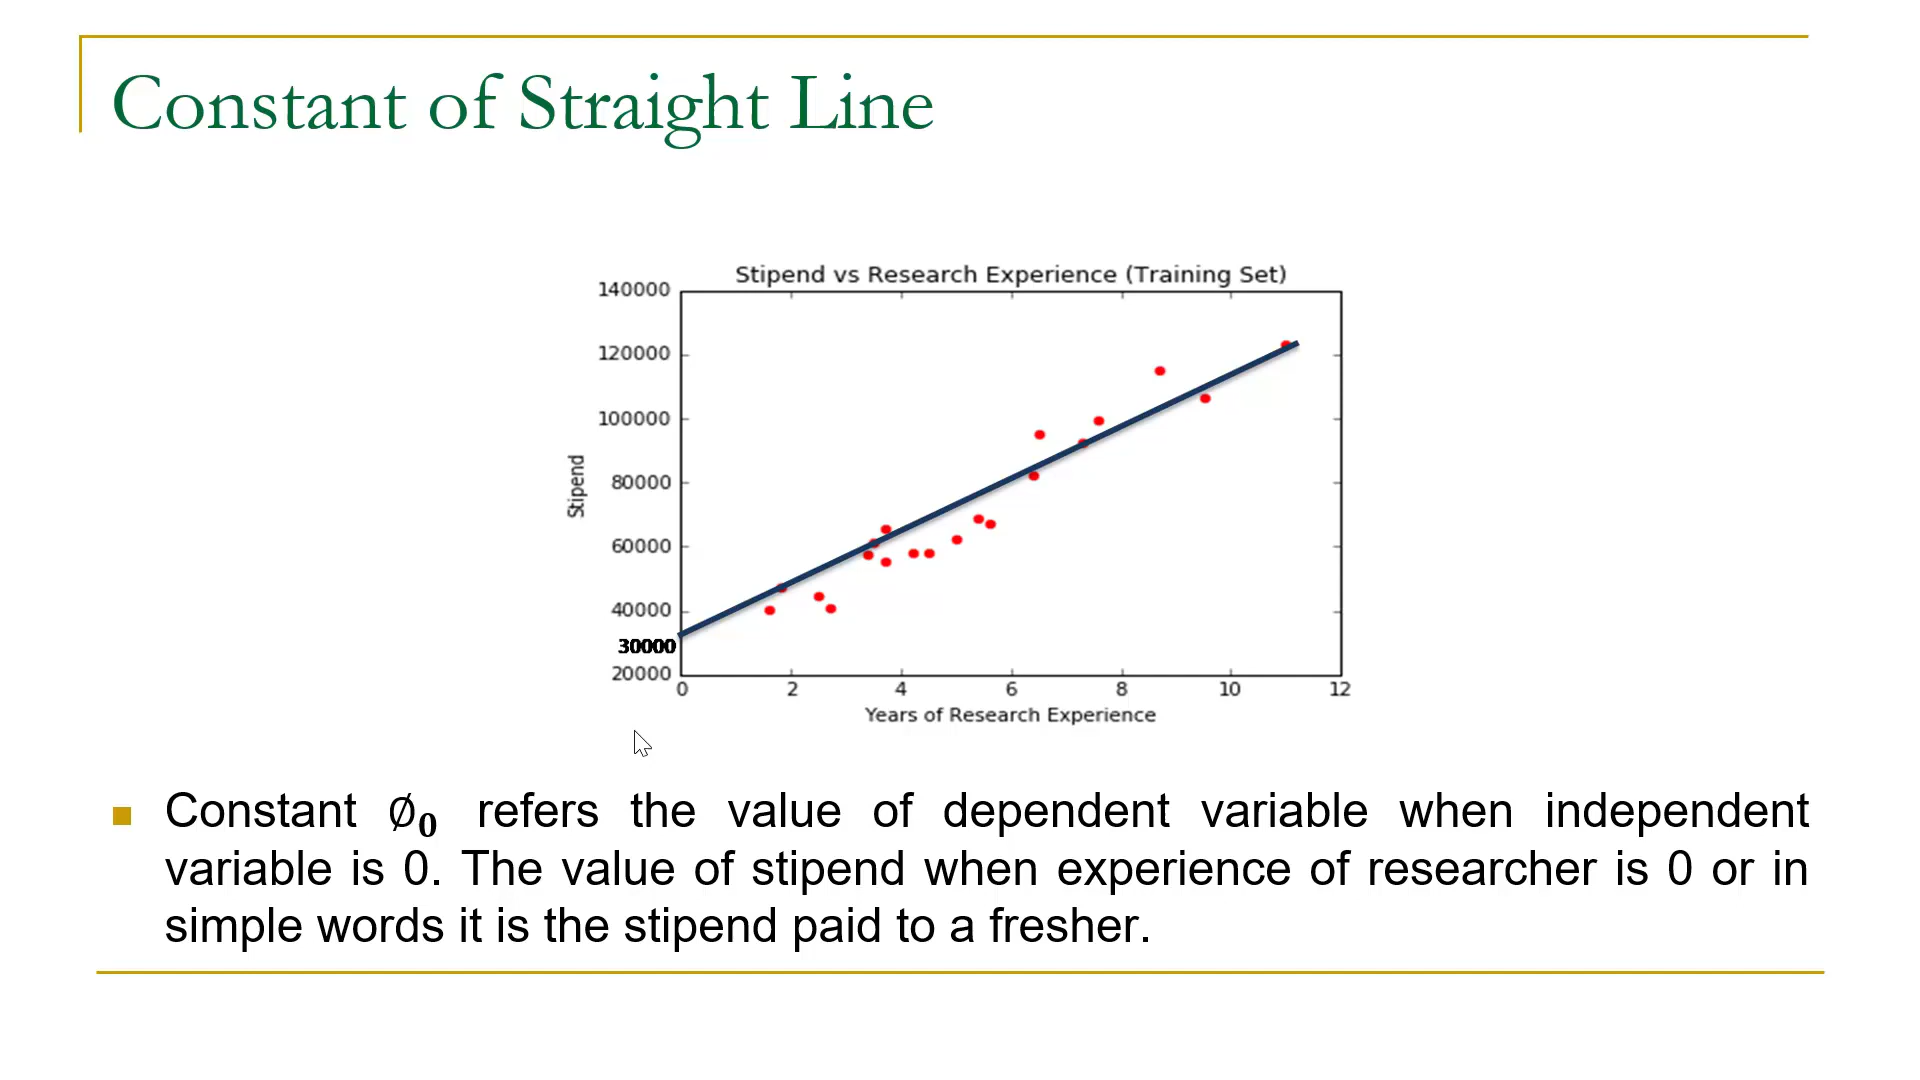 Constant of Straight Line
Stipend vs Research Experience (Training Set)
140000
120000
100000
80000
60000
40000
30000
20000
Stipend
0 2 4 6 8 10 12
Years of Research Experience
Constant ∅₀ refers the value of dependent variable when independent
variable is 0. The value of stipend when experience of researcher is 0 or in
simple words it is the stipend paid to a fresher.